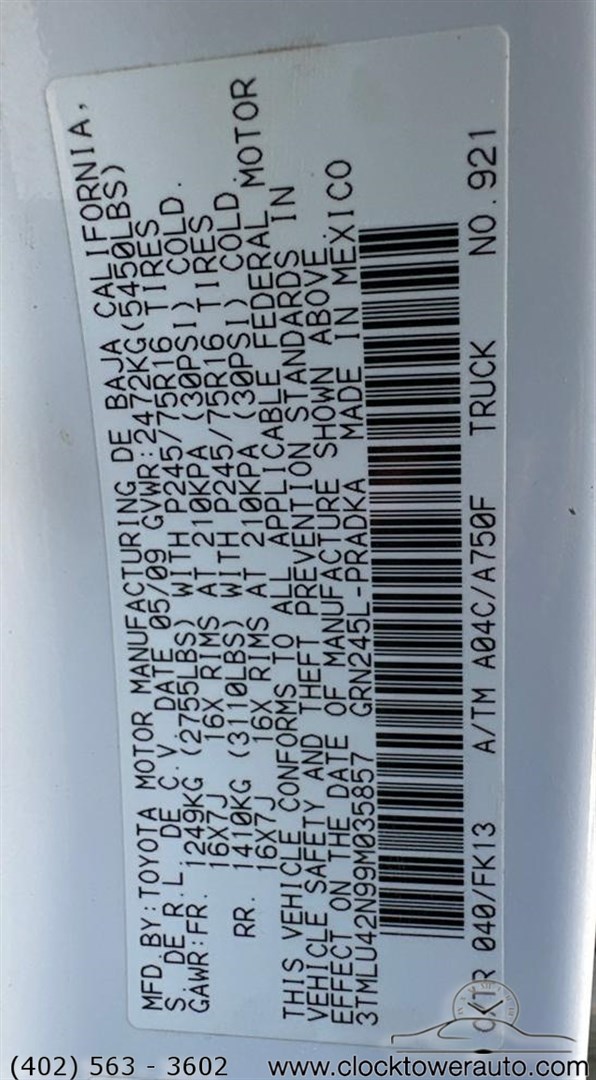 MFD.BY:TOYOTA MOTOR MANUFACTURING DE BAJA CALIFORNIA,
S. DE R.L. DE C.V. DATE 05/09 GVWR:2472KG(5450LBS)
GAWR:FR. 1249KG (2755LBS) WITH P245/75R16 TIRES
16X7J 16X RIMS AT 210KPA (30PSI) COLD.
RR. 1410KG (3110LBS) WITH P245/75R16 TIRES
16X7J 16X RIMS AT 210KPA (30PSI) COLD.
THIS VEHICLE CONFORMS TO ALL APPLICABLE FEDERAL MOTOR
VEHICLE SAFETY AND THEFT PREVENTION STANDARDS IN
EFFECT ON THE DATE OF MANUFACTURE SHOWN ABOVE.
3TMLU42N99M035857 GRN245L-PRADKA MADE IN MEXICO
C/TR 040/FK13 A/TM A04C/A750F TRUCK NO.921
(402) 563 - 3602 www.clocktowerauto.com